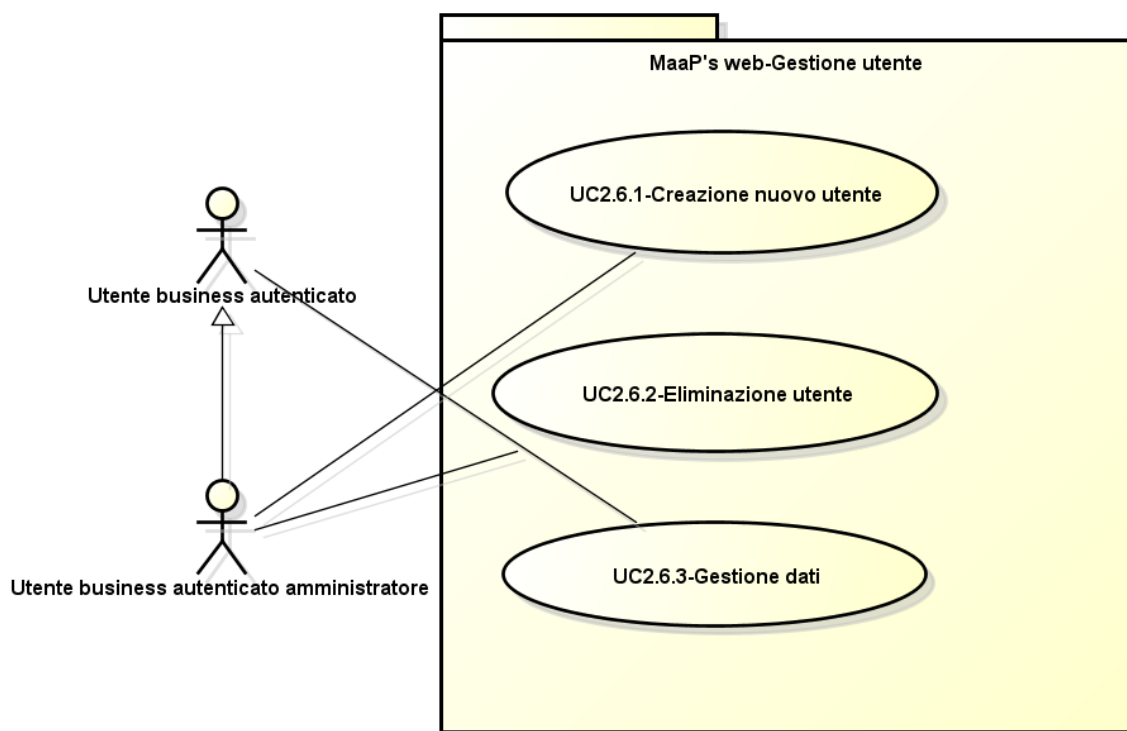 MaaP's web-Gestione utente
UC2.6.1-Creazione nuovo utente
Utente business autenticato
UC2.6.2-Eliminazione utente
UC2.6.3-Gestione dati
Utente business autenticato amministratore